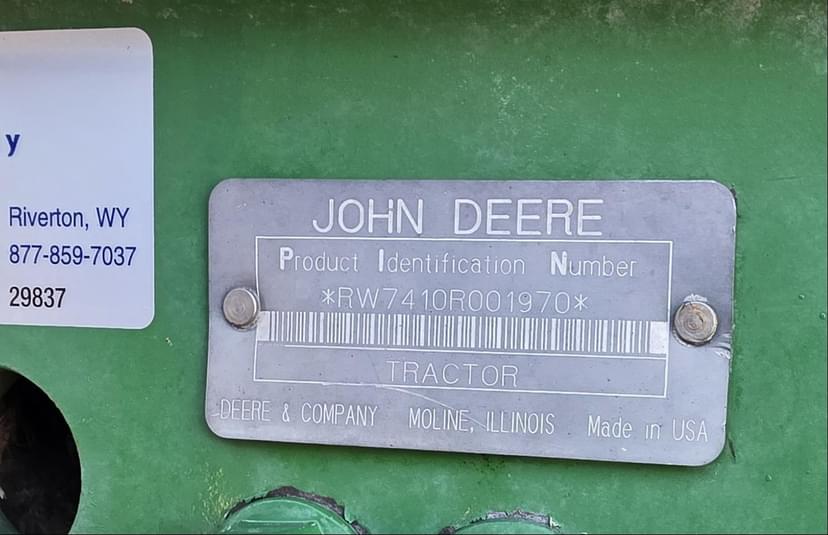 y
Riverton, WY
877-859-7037
29837
JOHN DEERE
Product Identification Number
*RW7410R001970*
TRACTOR
DEERE & COMPANY MOLINE, ILLINOIS Made in USA